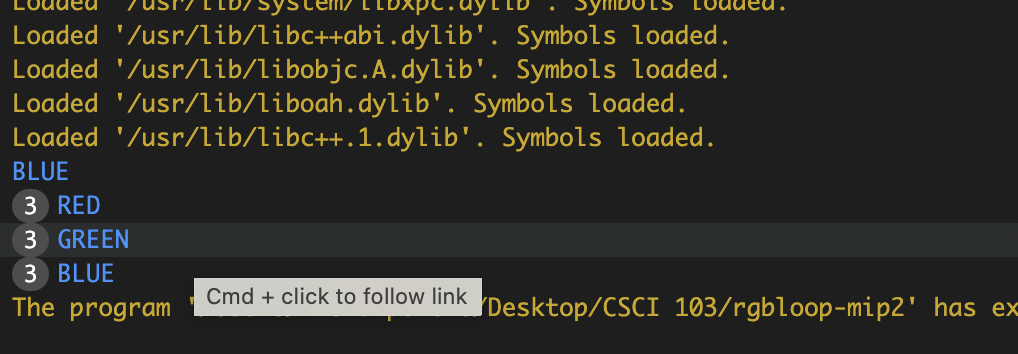 Loaded '/usr/lib/system/libxpc.dylib'. Symbols loaded.
Loaded '/usr/lib/libc++abi.dylib'. Symbols loaded.
Loaded '/usr/lib/libobjc.A.dylib'. Symbols loaded.
Loaded '/usr/lib/liboah.dylib'. Symbols loaded.
Loaded '/usr/lib/libc++.1.dylib'. Symbols loaded.
BLUE
3 RED
3 GREEN
3 BLUE
Cmd + click to follow link
The program '/Desktop/CSCI 103/rgbloop-mip2' has ex